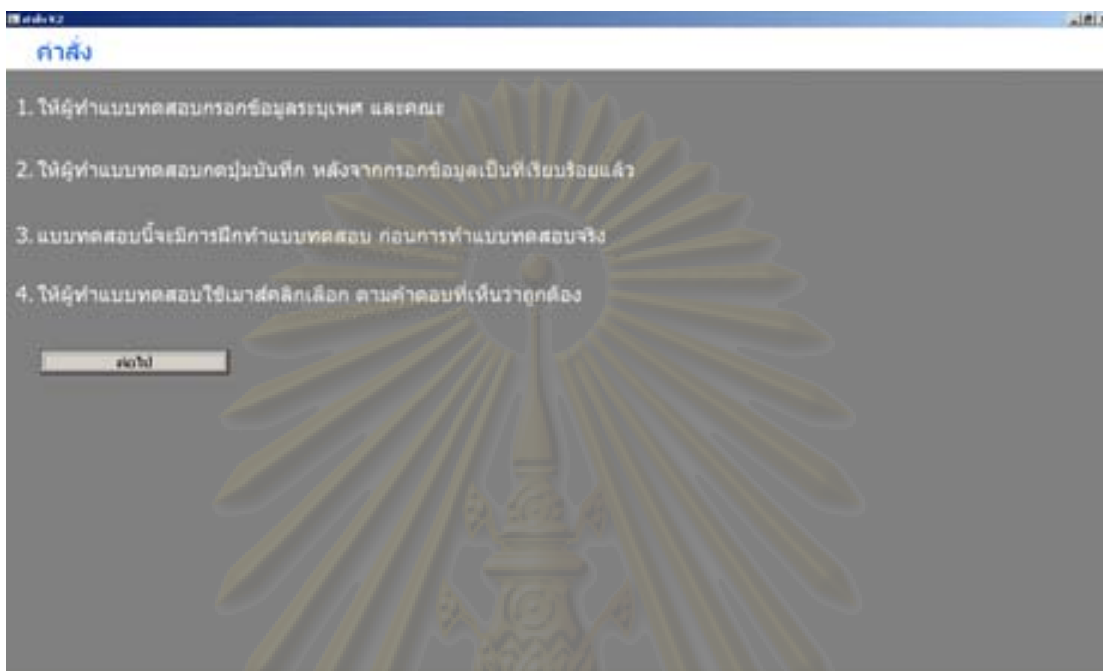 คำสั่ง V.2
คำสั่ง
1. ให้ผู้ทำแบบทดสอบกรอกข้อมูลระบุเพศ และคณะ
2. ให้ผู้ทำแบบทดสอบกดปุ่มบันทึก หลังจากกรอกข้อมูลเป็นที่เรียบร้อยแล้ว
3. แบบทดสอบนี้จะมีการฝึกทำแบบทดสอบ ก่อนการทำแบบทดสอบจริง
4. ให้ผู้ทำแบบทดสอบใช้เมาส์คลิกเลือก ตามคำตอบที่เห็นว่าถูกต้อง
ต่อไป